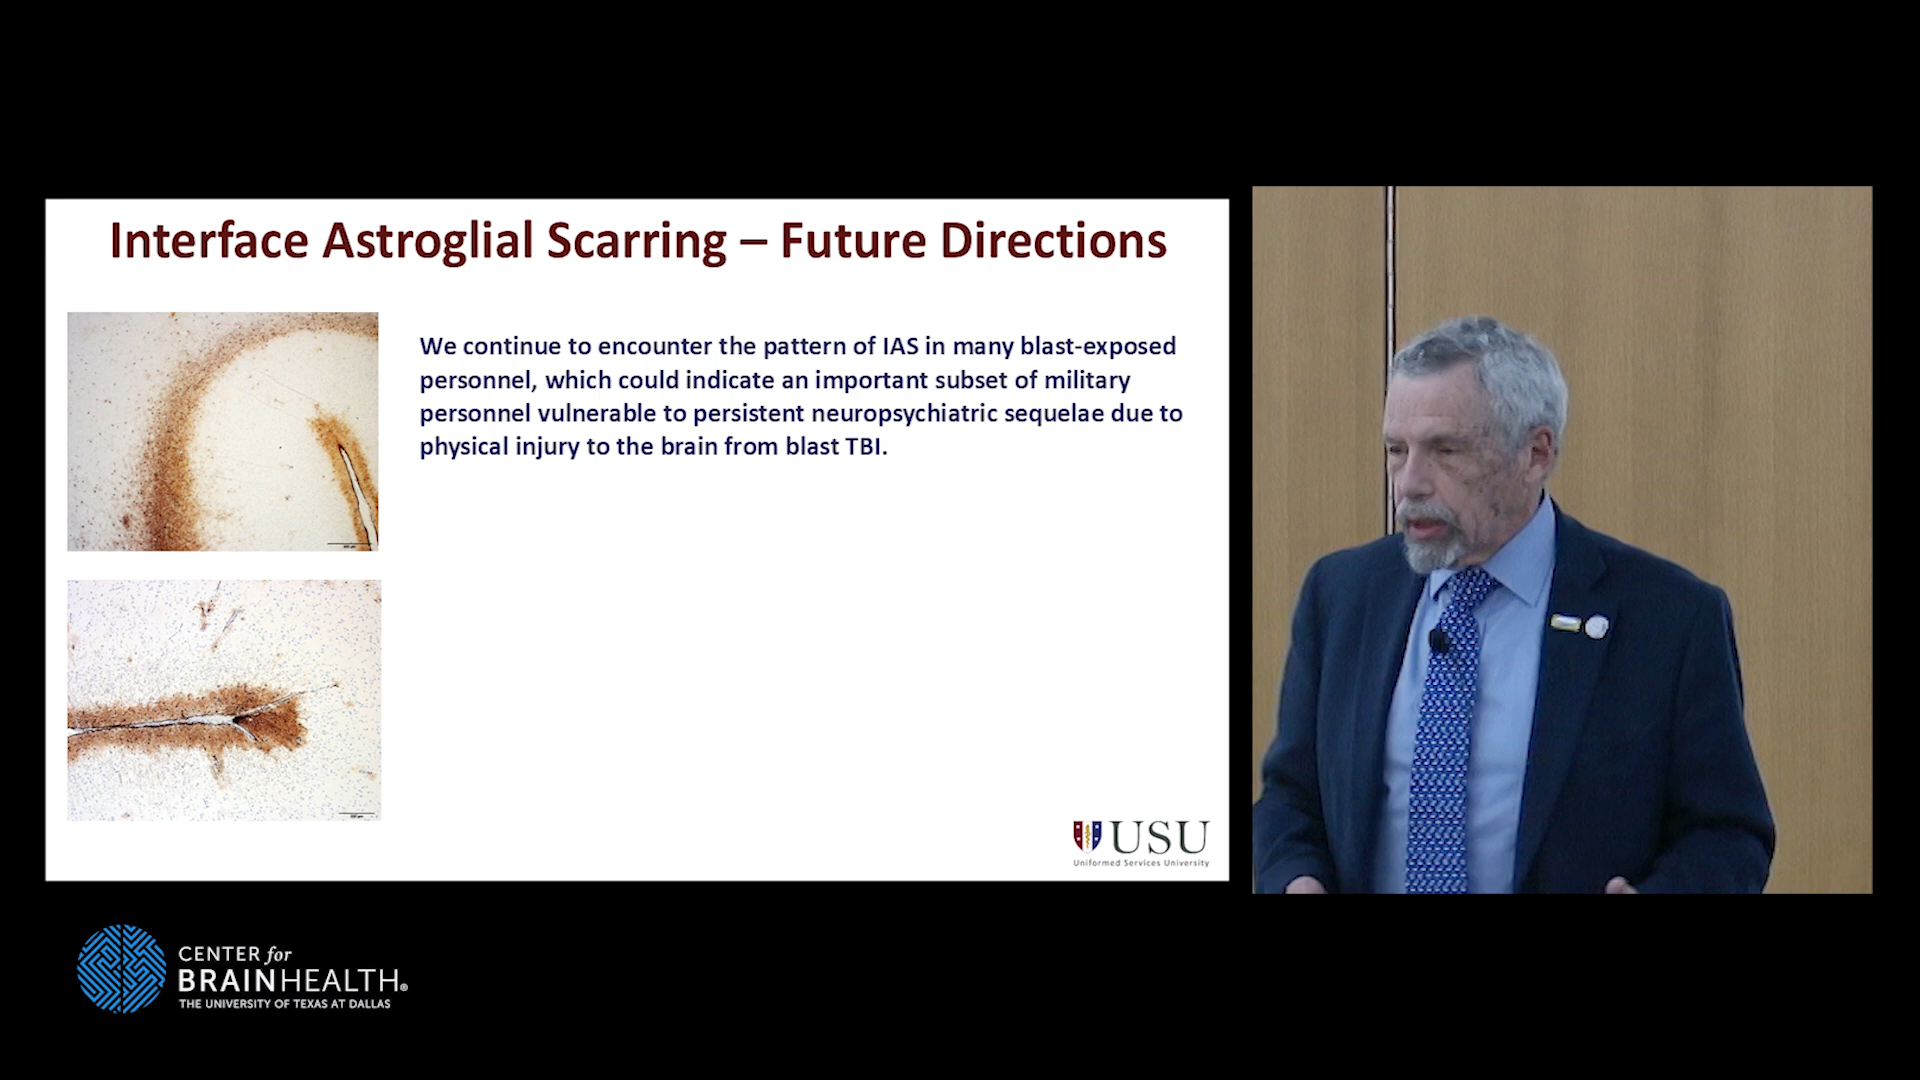 Interface Astroglial Scarring – Future Directions
We continue to encounter the pattern of IAS in many blast-exposed
personnel, which could indicate an important subset of military
personnel vulnerable to persistent neuropsychiatric sequelae due to
physical injury to the brain from blast TBI.
USU
Uniformed Services University
CENTER for
BRAINHEALTH®
THE UNIVERSITY OF TEXAS AT DALLAS